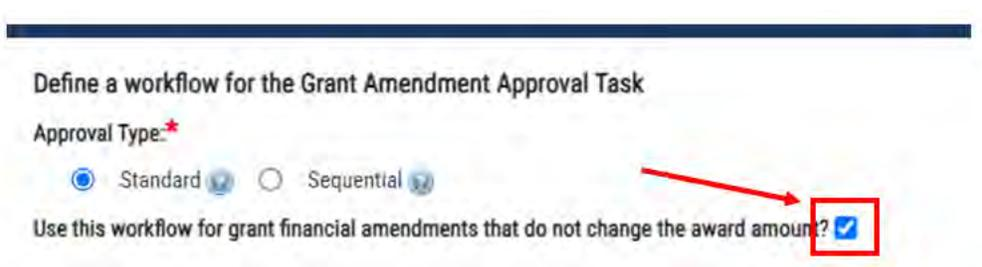 Define a workflow for the Grant Amendment Approval Task
Approval Type:*
Standard ? Sequential ?
Use this workflow for grant financial amendments that do not change the award amount?